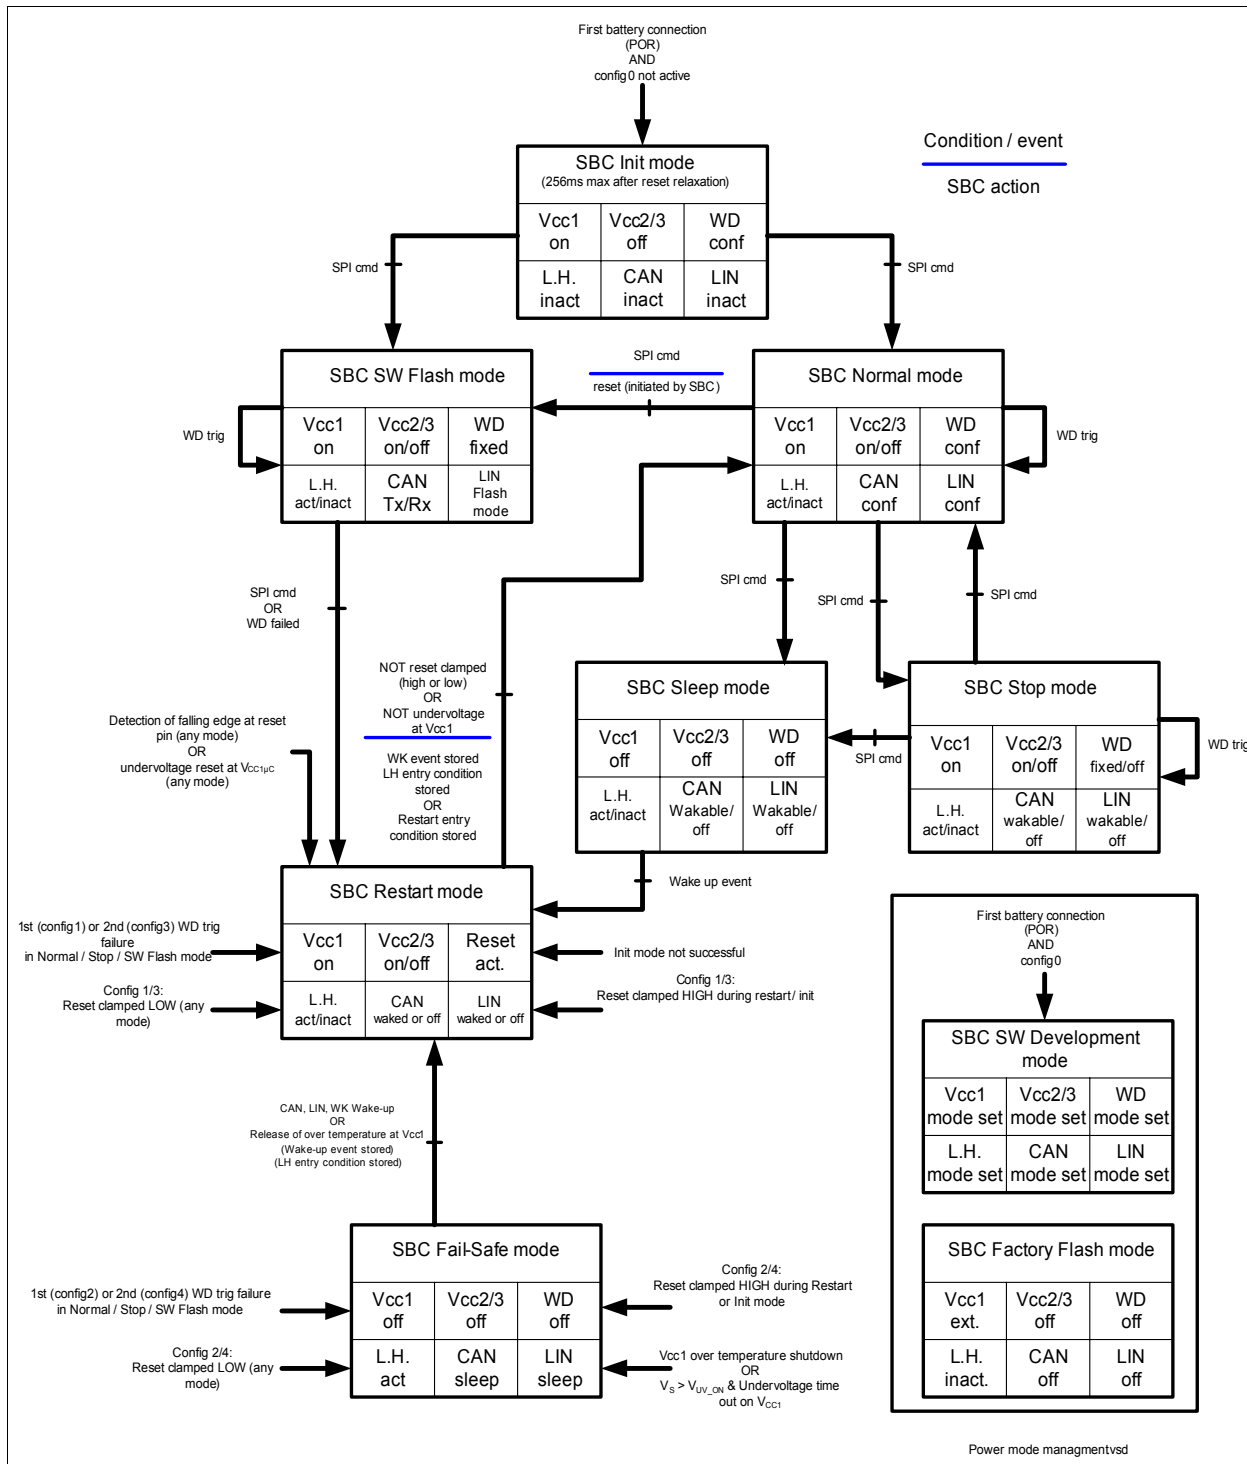 First battery connection
(POR)
AND
config0 not active
Condition / event
SBC action
SBC Init mode
(256ms max after reset relaxation)
Vcc1
on
Vcc2/3
off
WD
conf
L.H.
inact
CAN
inact
LIN
inact
SPI cmd
SPI cmd
SBC SW Flash mode
Vcc1
on
Vcc2/3
on/off
WD
fixed
L.H.
act/inact
CAN
Tx/Rx
LIN
Flash
mode
WD trig
SPI cmd
reset (initiated by SBC)
SBC Normal mode
Vcc1
on
Vcc2/3
on/off
WD
conf
L.H.
act/inact
CAN
conf
LIN
conf
WD trig
SPI cmd
OR
WD failed
SPI cmd
SPI cmd
SPI cmd
NOT reset clamped
(high or low)
OR
NOT undervoltage
at Vcc1
WK event stored
LH entry condition
stored
OR
Restart entry
condition stored
Detection of falling edge at reset
pin (any mode)
OR
undervoltage reset at VCC1µC
(any mode)
SBC Sleep mode
Vcc1
off
Vcc2/3
off
WD
off
L.H.
act/inact
CAN
Wakable/
off
LIN
Wakable/
off
SPI cmd
SBC Stop mode
Vcc1
on
Vcc2/3
on/off
WD
fixed/off
L.H.
act/inact
CAN
wakable/
off
LIN
wakable/
off
WD trig
Wake up event
SBC Restart mode
Vcc1
on
Vcc2/3
on/off
Reset
act.
L.H.
act/inact
CAN
waked or off
LIN
waked or off
1st (config1) or 2nd (config3) WD trig
failure
in Normal / Stop / SW Flash mode
Config 1/3:
Reset clamped LOW (any
mode)
Init mode not successful
Config 1/3:
Reset clamped HIGH during restart/ init
First battery connection
(POR)
AND
config0
SBC SW Development
mode
Vcc1
mode set
Vcc2/3
mode set
WD
mode set
L.H.
mode set
CAN
mode set
LIN
mode set
CAN, LIN, WK Wake-up
OR
Release of over temperature at Vcc1
(Wake-up event stored)
(LH entry condition stored)
SBC Fail-Safe mode
Vcc1
off
Vcc2/3
off
WD
off
L.H.
act
CAN
sleep
LIN
sleep
1st (config2) or 2nd (config4) WD trig failure
in Normal / Stop / SW Flash mode
Config 2/4:
Reset clamped LOW (any
mode)
Config 2/4:
Reset clamped HIGH during Restart
or Init mode
Vcc1 over temperature shutdown
OR
VS > VUV_ON & Undervoltage time
out on VCC1
SBC Factory Flash mode
Vcc1
ext.
Vcc2/3
off
WD
off
L.H.
inact.
CAN
off
LIN
off
Power mode managmentvsd